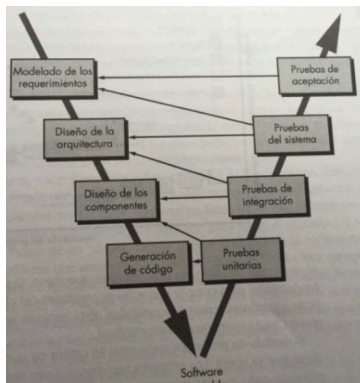 Modelado de los
requerimientos
Pruebas de
aceptación
Diseño de la
arquitectura
Pruebas
del sistema
Diseño de los
componentes
Pruebas de
integración
Generación
de código
Pruebas
unitarias
Software